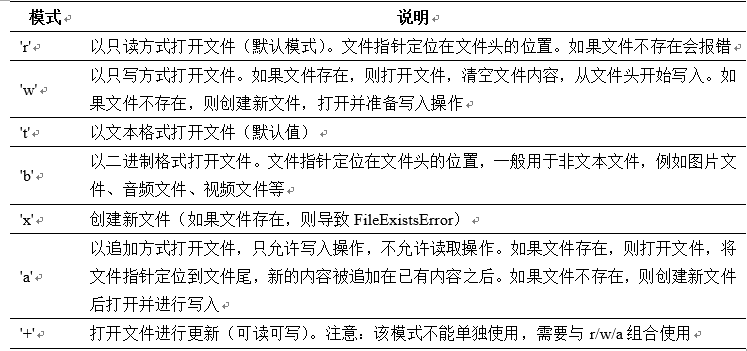 模式 说明
'r' 以只读方式打开文件（默认模式）。文件指针定位在文件头的位置。如果文件不存在会报错
'w' 以只写方式打开文件。如果文件存在，则打开文件，清空文件内容，从文件头开始写入。如
果文件不存在，则创建新文件，打开并准备写入操作
't' 以文本格式打开文件（默认值）
'b' 以二进制格式打开文件。文件指针定位在文件头的位置，一般用于非文本文件，例如图片文
件、音频文件、视频文件等
'x' 创建新文件（如果文件存在，则导致 FileExistsError）
'a' 以追加方式打开文件，只允许写入操作，不允许读取操作。如果文件存在，则打开文件，将
文件指针定位到文件尾，新的内容被追加在已有内容之后。如果文件不存在，则创建新文件
后打开并进行写入
'+' 打开文件进行更新（可读可写）。注意：该模式不能单独使用，需要与 r/w/a 组合使用